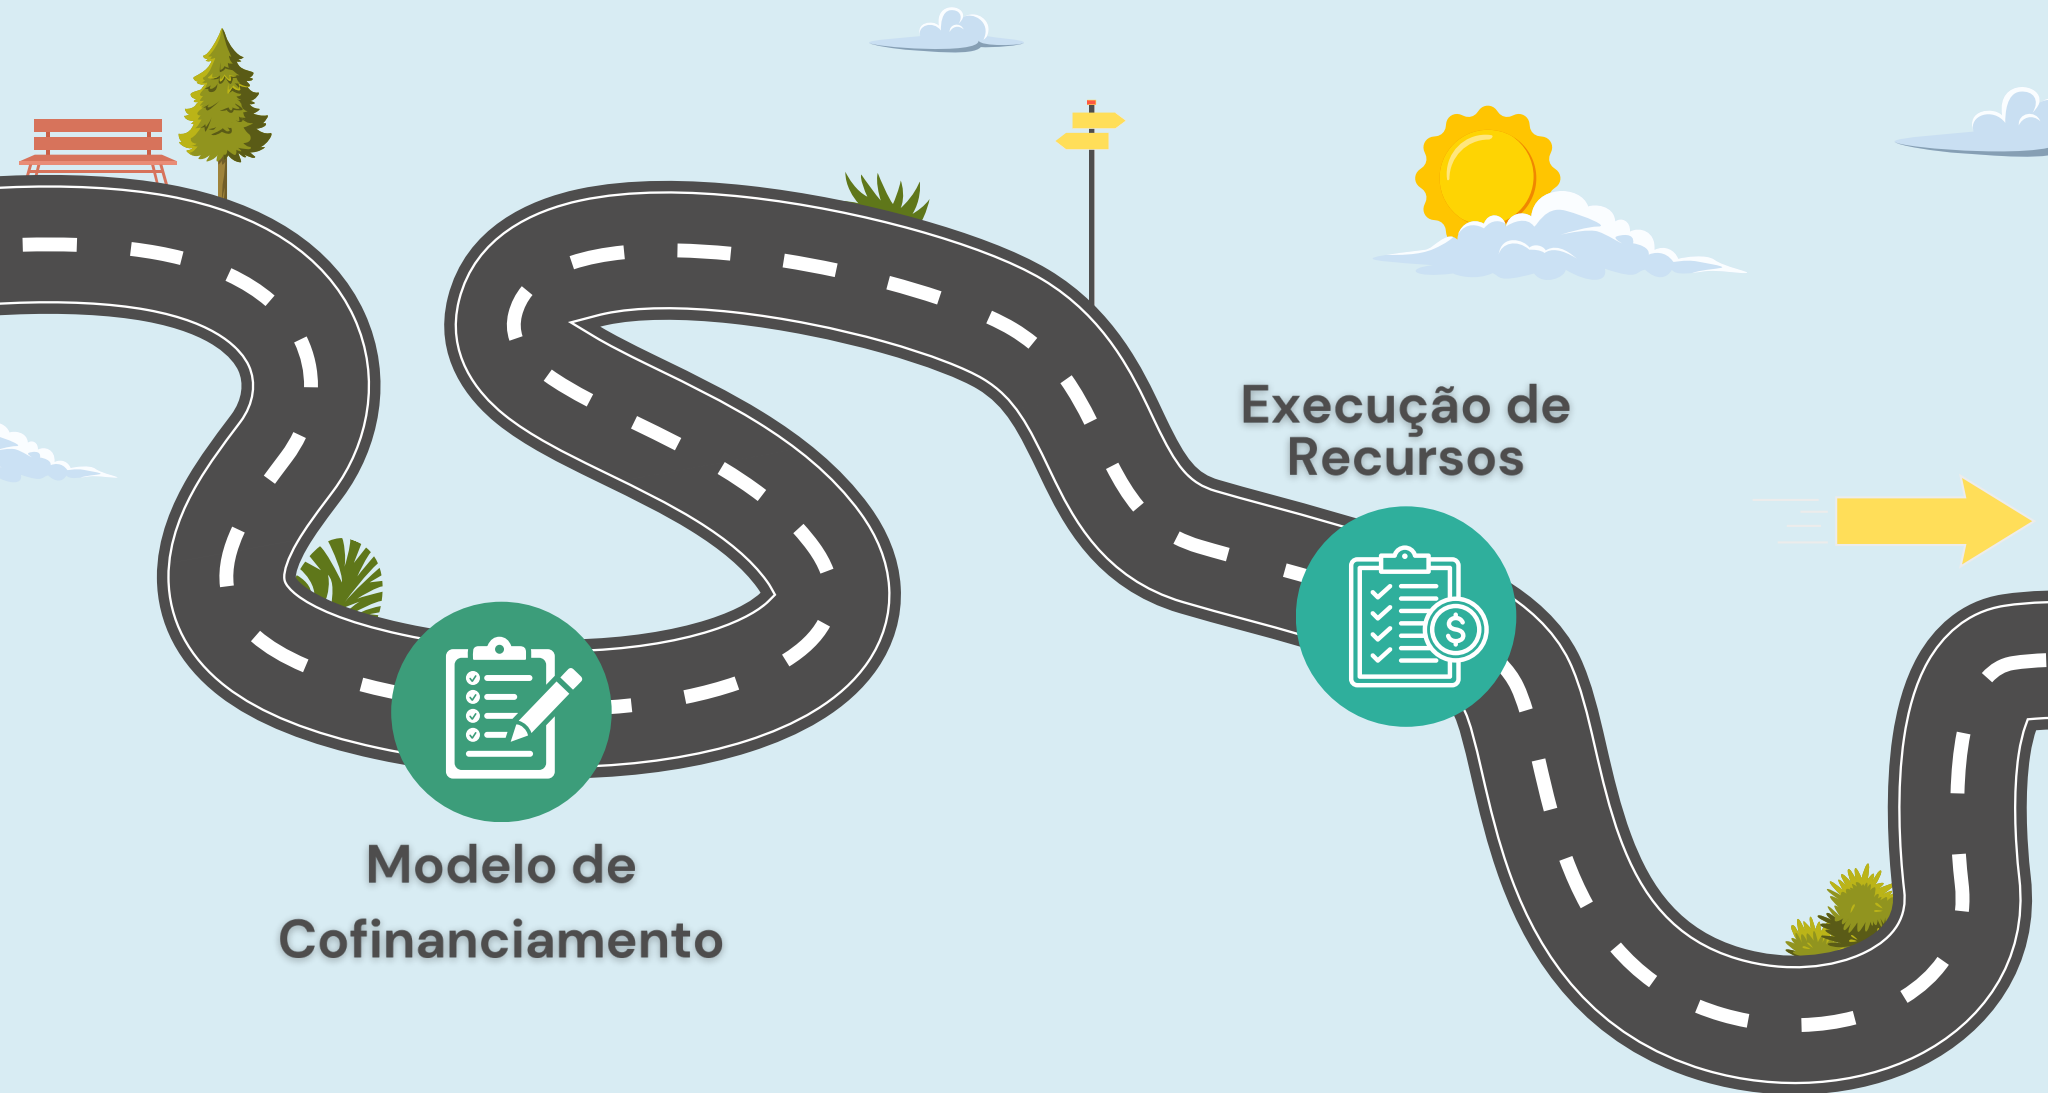 Execução de
Recursos
$
Modelo de
Cofinanciamento